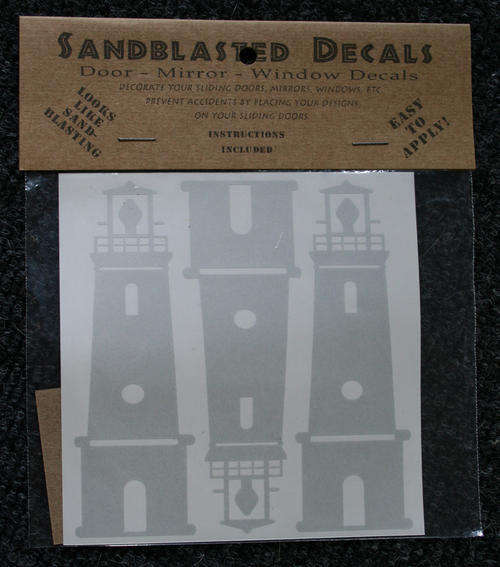 SANDBLASTED DECALS
DOOR - MIRROR - WINDOW DECALS
DECORATE YOUR SLIDING DOORS, MIRRORS, WINDOWS, ETC.
PREVENT ACCIDENTS BY PLACING YOUR DESIGNS,
ON YOUR SLIDING DOORS.
LOOKS
LIKE
SAND-
BLASTING
INSTRUCTIONS
INCLUDED
EASY
TO
APPLY!